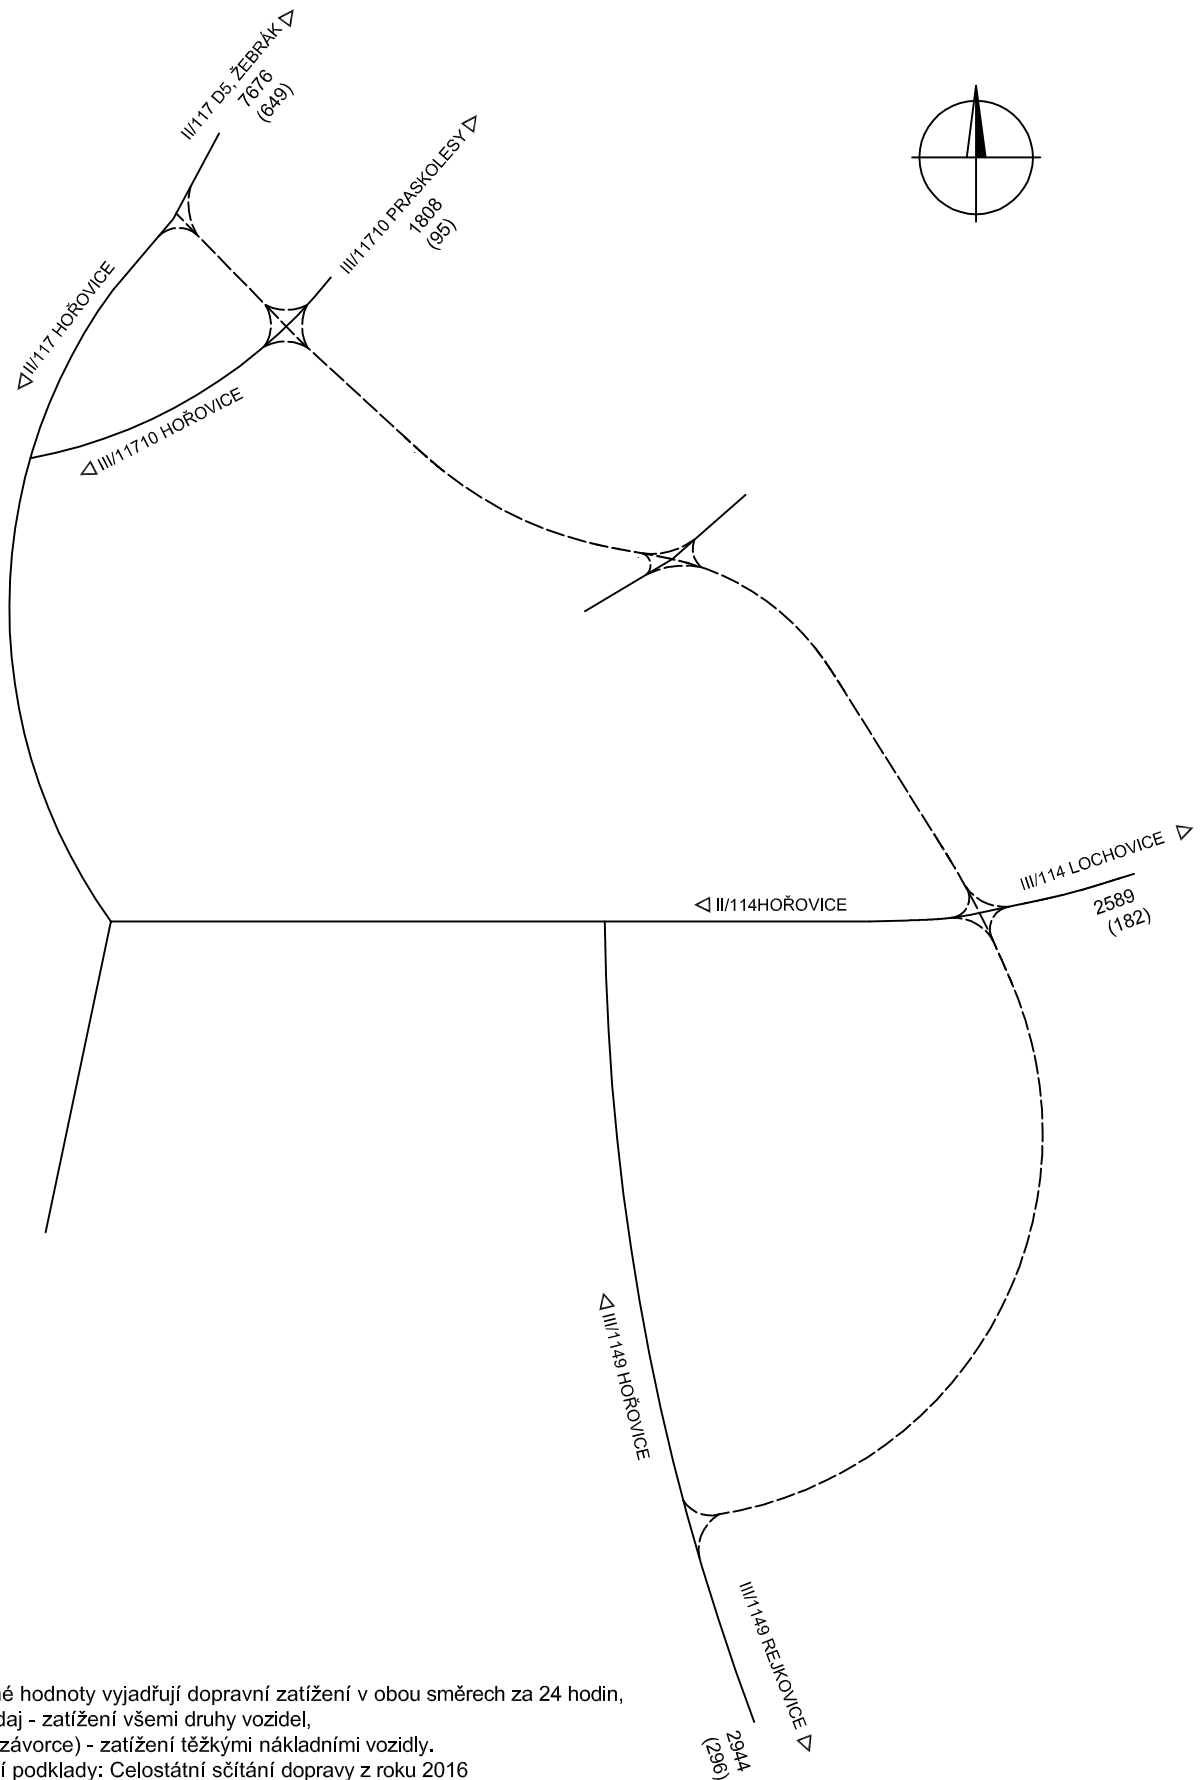 II/117 D5, ŽEBRÁK
7676
(649)
III/11710 PRASKOLESY
1808
(95)
II/117 HOŘOVICE
III/11710 HOŘOVICE
III/114 LOCHOVICE
2589
(182)
II/114HOŘOVICE
III/1149 HOŘOVICE
III/1149 REJKOVICE
2944
(296)
hodnoty vyjadřují dopravní zatížení v obou směrech za 24 hodin,
- zatížení všemi druhy vozidel,
závorce) - zatížení těžkými nákladními vozidly.
podklady: Celostátní sčítání dopravy z roku 2016